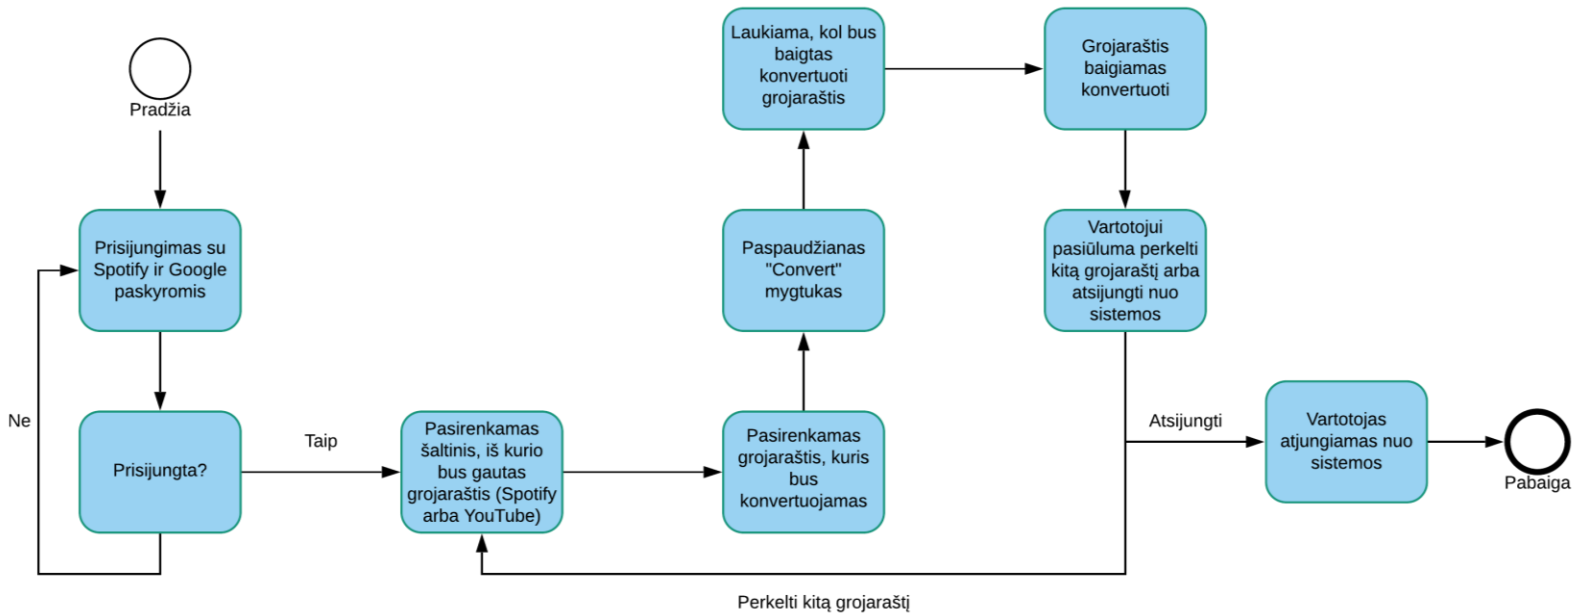 Pradžia
Prisijungimas su
Spotify ir Google
paskyromis
Ne
Prisijungta?
Taip
Pasirenkamas
šaltinis, iš kurio
bus gautas
grojaraštis (Spotify
arba YouTube)
Pasirenkamas
grojaraštis, kuris
bus
konvertuojamas
Paspaudžianas
"Convert"
mygtukas
Laukiama, kol bus
baigtas
konvertuoti
grojaraštis
Grojaraštis
baigiamas
konvertuoti
Vartotojui
pasiūluma perkelti
kitą grojaraštį arba
atsijungti nuo
sistemos
Atsijungti
Vartotojas
atjungiamas nuo
sistemos
Pabaiga
Perkelti kitą grojaraštį